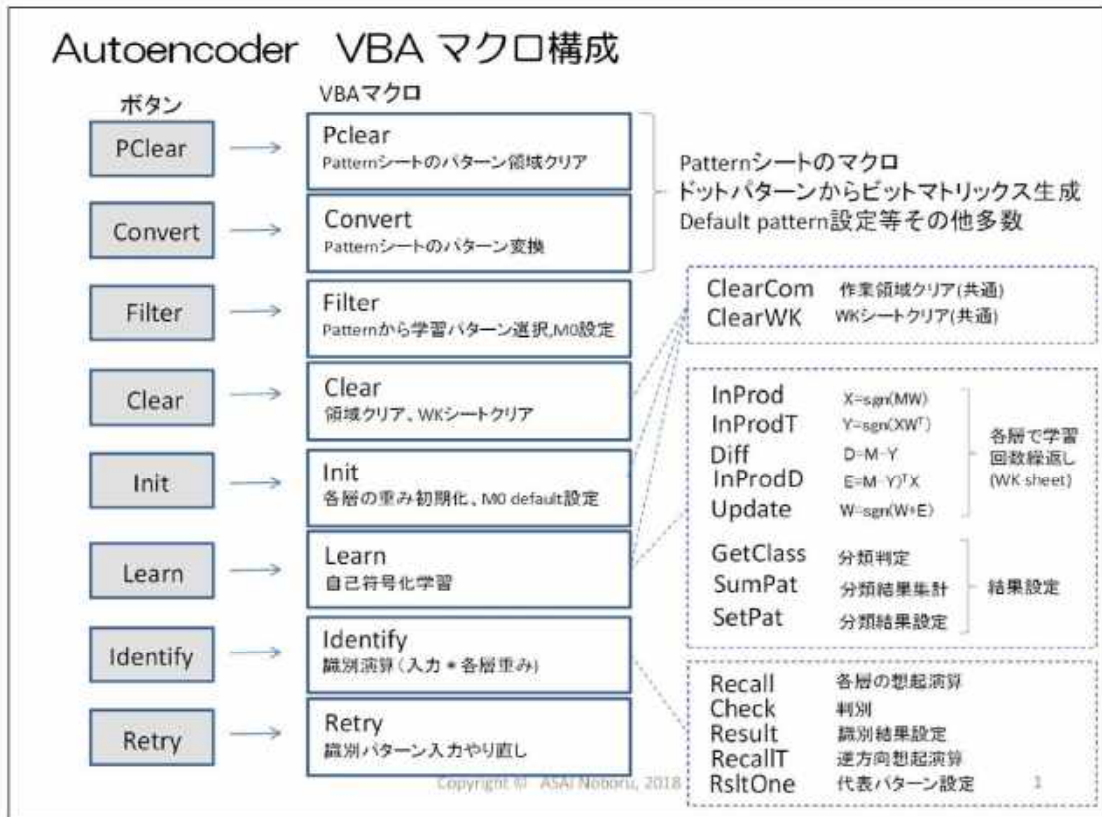 Autoencoder VBA マクロ構成
ボタン
VBAマクロ
PClear
Pclear
Patternシートのパターン領域クリア
Convert
Convert
Patternシートのパターン変換
Patternシートのマクロ
ドットパターンからビットマトリックス生成
Default pattern設定等その他多数
Filter
Filter
Patternから学習パターン選択,M0設定
Clear
Clear
領域クリア、WKシートクリア
Init
Init
各層の重み初期化、M0 default設定
Learn
Learn
自己符号化学習
Identify
Identify
識別演算(入力*各層重み)
Retry
Retry
識別パターン入力やり直し
ClearCom 作業領域クリア(共通)
ClearWK WKシートクリア(共通)
InProd X=sgn(MW)
InProdT Y=sgn(XWᵀ)
Diff D=M-Y
InProdD E=M-Y)ᵀX
Update W=sgn(W+E)
各層で学習
回数繰返し
(WK sheet)
GetClass 分類判定
SumPat 分類結果集計
SetPat 分類結果設定
結果設定
Recall 各層の想起演算
Check 判別
Result 識別結果設定
RecallT 逆方向想起演算
RsltOne 代表パターン設定
Copyright © ASAI Noboru, 2018
1